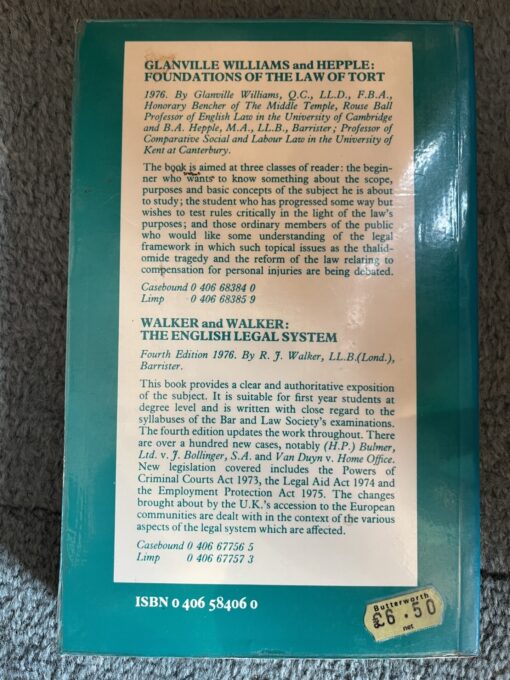 GLANVILLE WILLIAMS and HEPPLE:
FOUNDATIONS OF THE LAW OF TORT
1976. By Glanville Williams, Q.C., LL.D., F.B.A.,
Honorary Bencher of The Middle Temple, Rouse Ball
Professor of English Law in the University of Cambridge
and B.A. Hepple, M.A., LL.B., Barrister; Professor of
Comparative Social and Labour Law in the University of
Kent at Canterbury.
The book is aimed at three classes of reader: the begin-
ner who wants to know something about the scope,
purposes and basic concepts of the subject he is about
to study; the student who has progressed some way but
wishes to test rules critically in the light of the law's
purposes; and those ordinary members of the public
who would like some understanding of the legal
framework in which such topical issues as the thalid-
omide tragedy and the reform of the law relating to
compensation for personal injuries are being debated.
Casebound 0 406 68384 0
Limp 0 406 68385 9
WALKER and WALKER:
THE ENGLISH LEGAL SYSTEM
Fourth Edition 1976. By R. J. Walker, LL.B.(Lond.),
Barrister.
This book provides a clear and authoritative exposition
of the subject. It is suitable for first year students at
degree level and is written with close regard to the
syllabuses of the Bar and Law Society's examinations.
The fourth edition updates the work throughout. There
are over a hundred new cases, notably (H.P.) Bulmer,
Ltd. v. J. Bollinger, S.A. and Van Duyn v. Home Office.
New legislation covered includes the Powers of
Criminal Courts Act 1973, the Legal Aid Act 1974 and
the Employment Protection Act 1975. The changes
brought about by the U.K.'s accession to the European
communities are dealt with in the context of the various
aspects of the legal system which are affected.
Casebound 0 406 67756 5
Limp 0 406 67757 3
ISBN 0 406 58406 0
Butterworth
£6.50
net